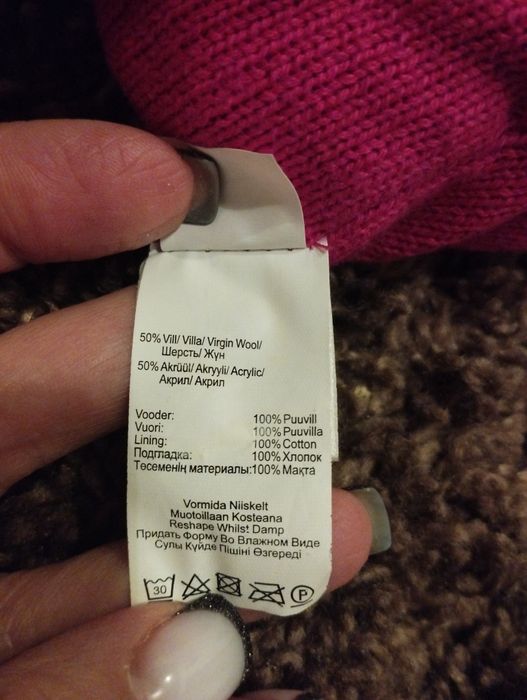 50% Vill/ Villa/ Virgin Wool/
Шерсть/ Жүн
50% Akrüül/ Akryyli/ Acrylic/
Акрил/ Акрил
Vooder: 100% Puuvill
Vuori: 100% Puuvilla
Lining: 100% Cotton
Подгладка: 100% Хлопок
Төсеменің материалы:100% Мақта
Vormida Niiskelt
Muotoillaan Kosteana
Reshape Whilst Damp
Придать Форму Во Влажном Виде
Сулы Күйде Пішіні Өзгереді
30 P